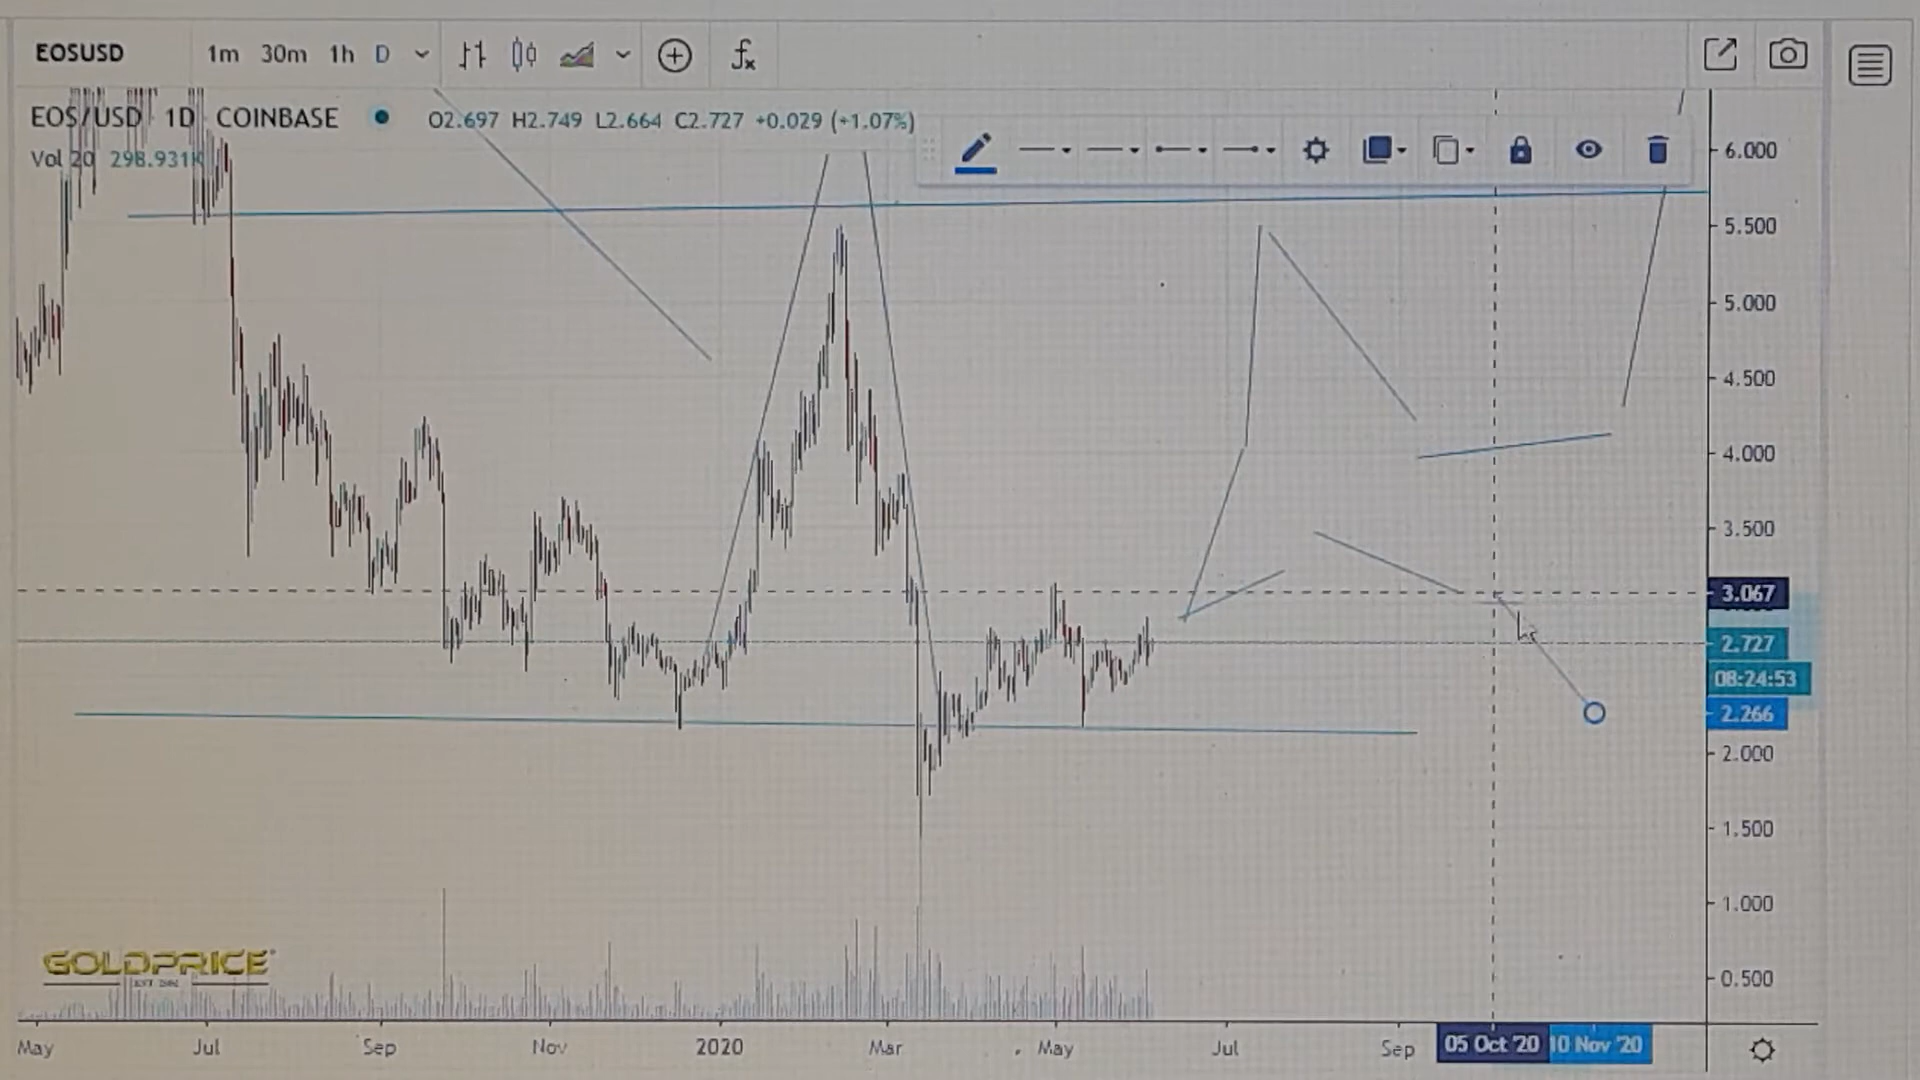 EOSUSD 1m 30m 1h D
EOS/USD 1D COINBASE O2.697 H2.749 L2.664 C2.727 +0.029 (+1.07%)
Vol 20 298.931K
6.000
5.500
5.000
4.500
4.000
3.500
3.067
2.727
08:24:53
2.266
2.000
1.500
1.000
0.500
GOLDPRICE
May Jul Sep Nov 2020 Mar May Jul Sep 05 Oct '20 10 Nov '20